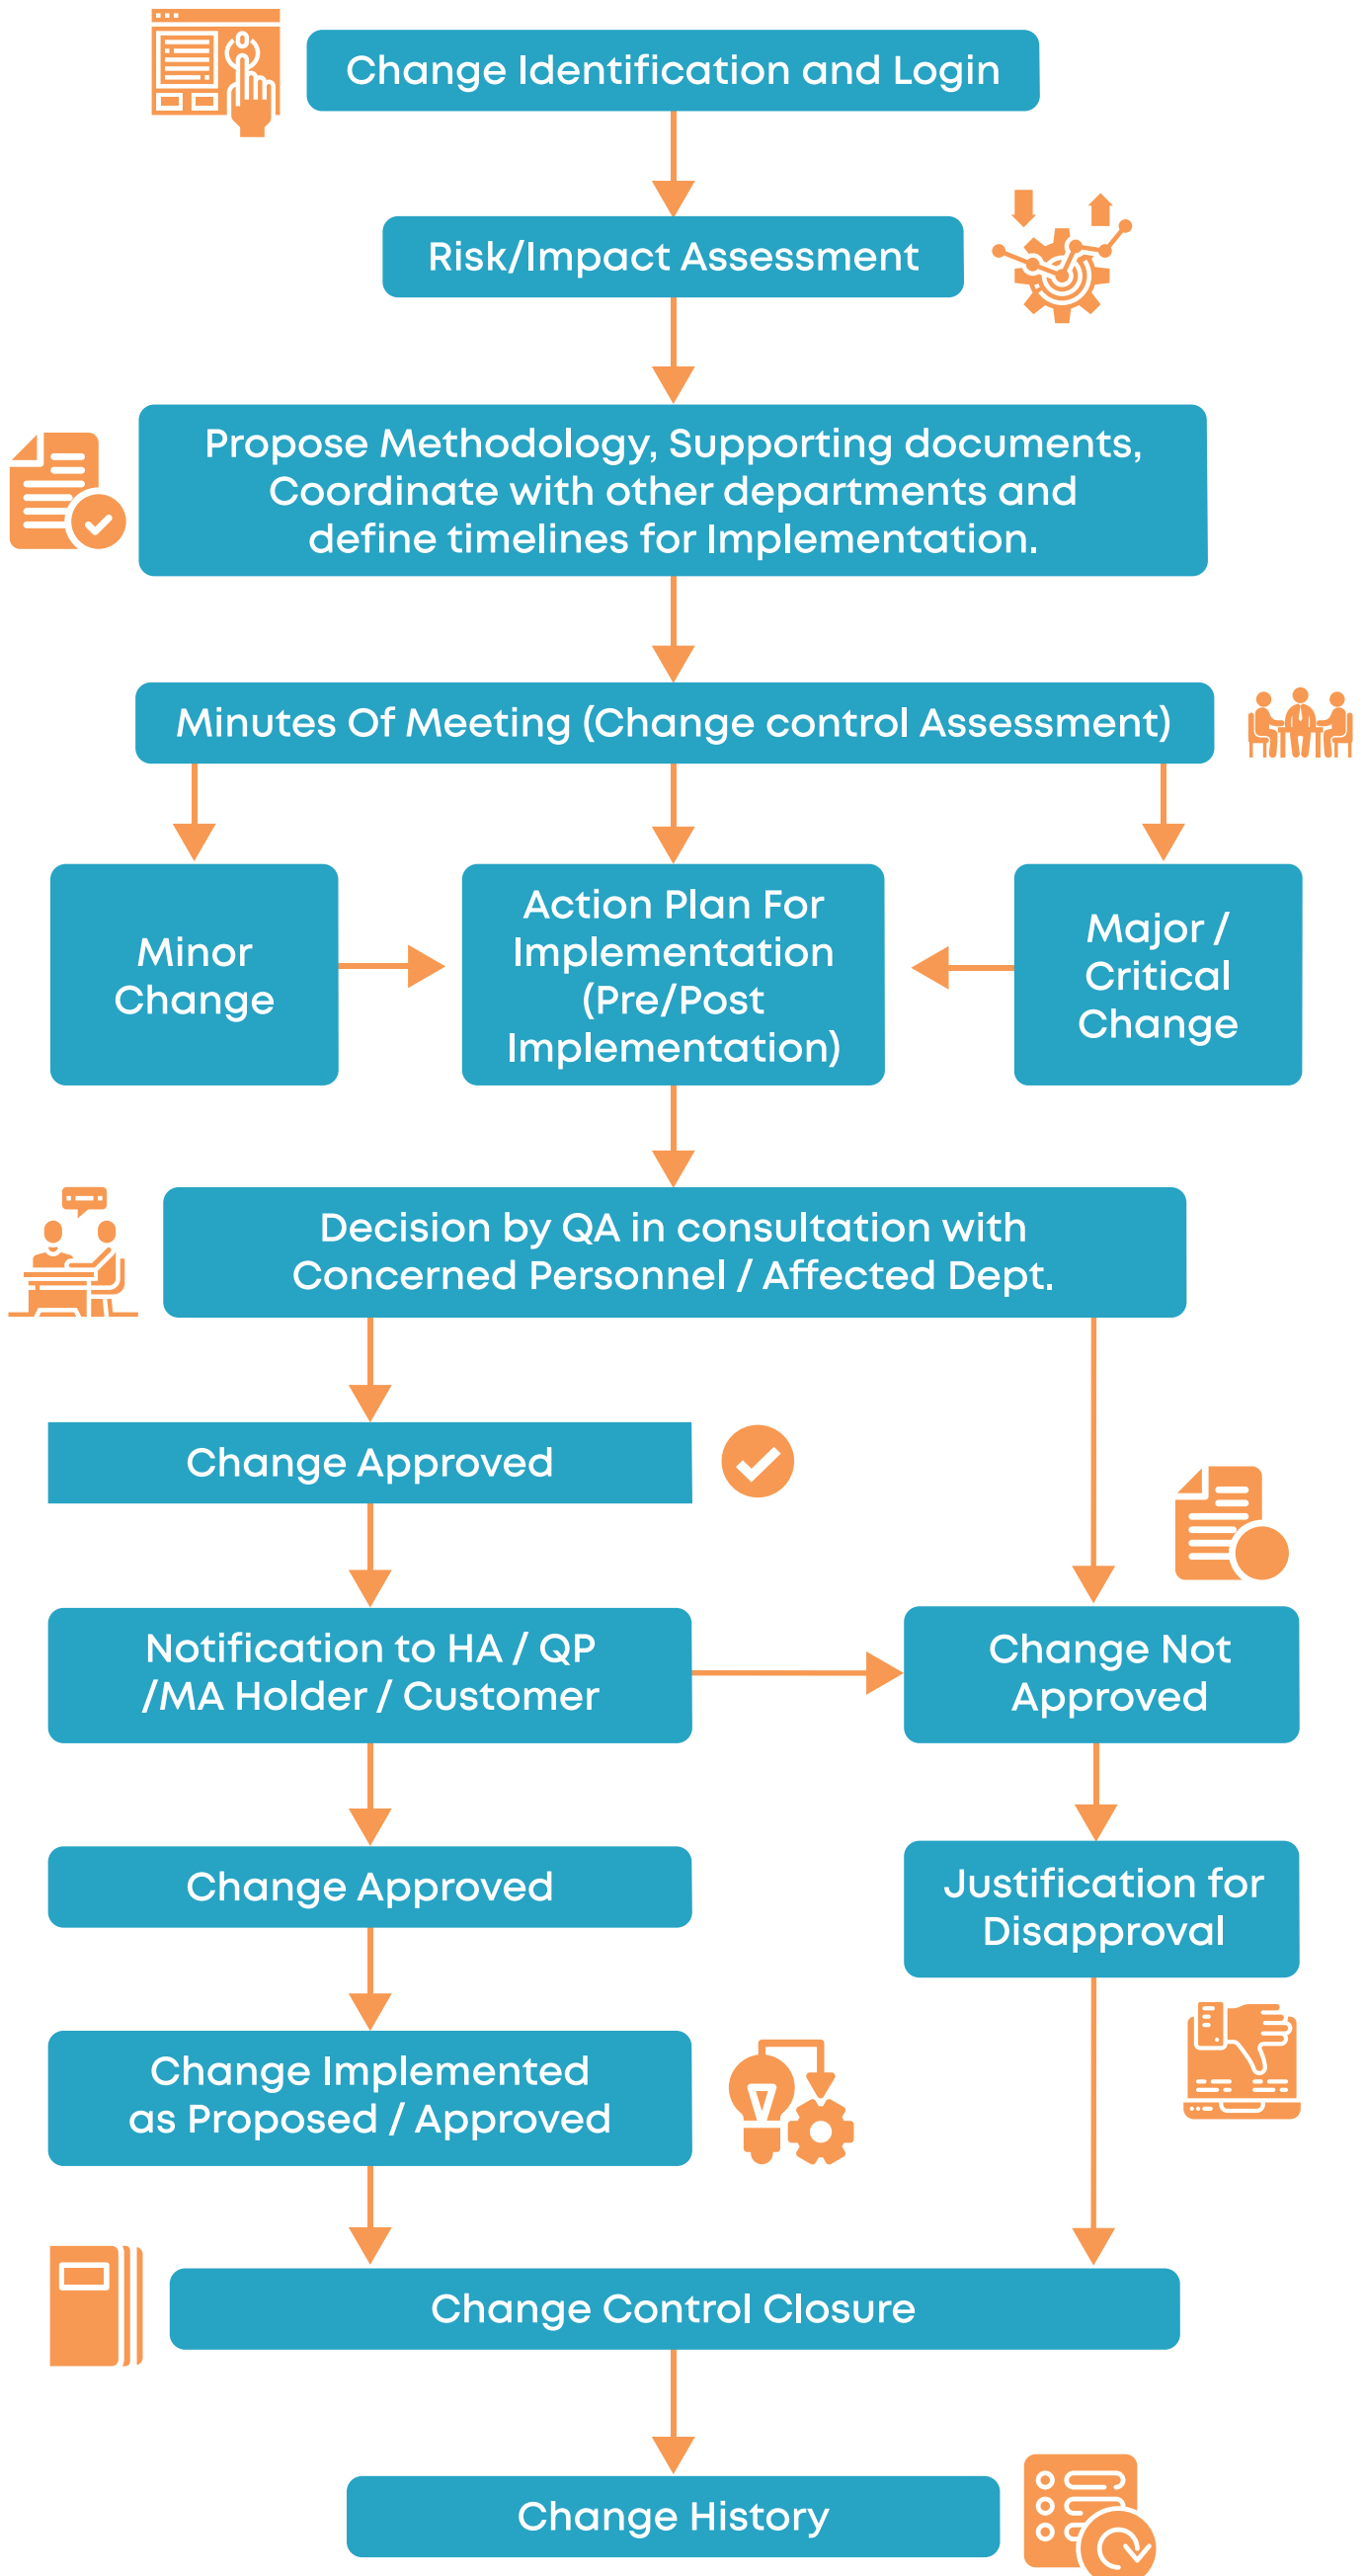 Change Identification and Login
Risk/Impact Assessment
Propose Methodology, Supporting documents,
Coordinate with other departments and
define timelines for Implementation.
Minutes Of Meeting (Change control Assessment)
Minor
Change
Action Plan For
Implementation
(Pre/Post
Implementation)
Major /
Critical
Change
Decision by QA in consultation with
Concerned Personnel / Affected Dept.
Change Approved
Notification to HA / QP
/MA Holder / Customer
Change Not
Approved
Change Approved
Justification for
Disapproval
Change Implemented
as Proposed / Approved
Change Control Closure
Change History